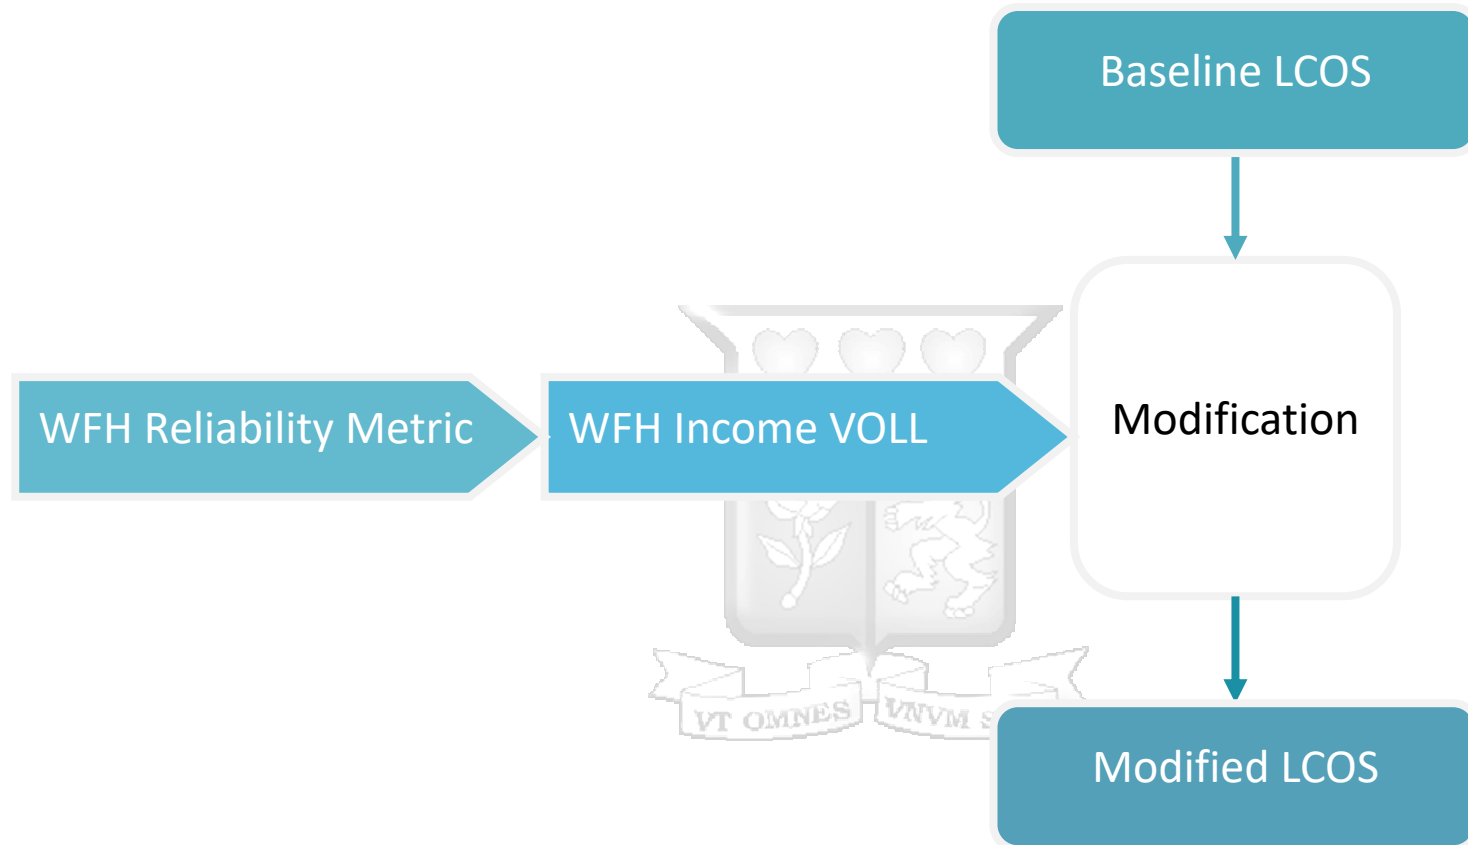 Baseline LCOS
WFH Reliability Metric
WFH Income VOLL
Modification
VT OMNES VNVM
Modified LCOS